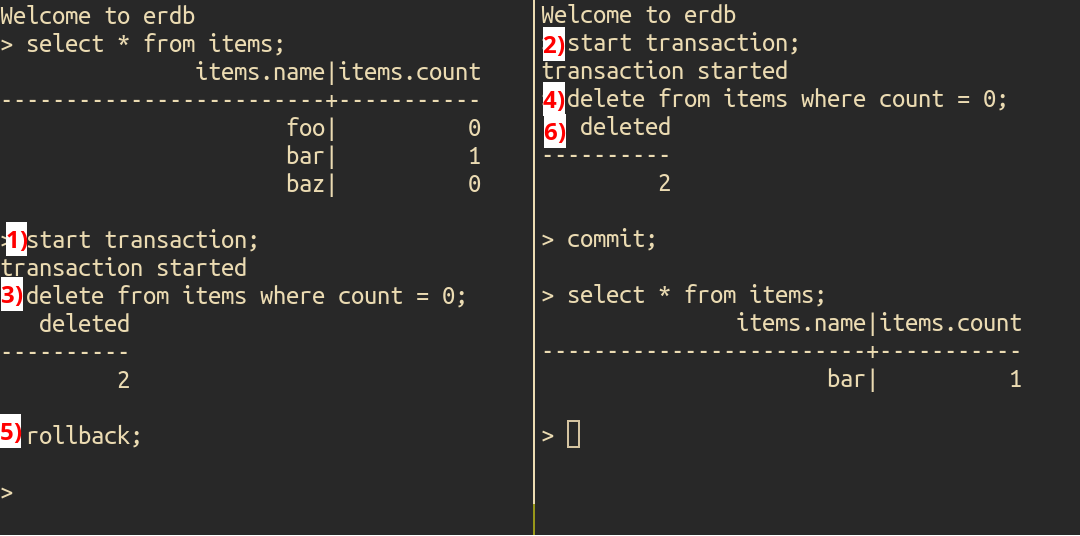 Welcome to erdb
> select * from items;
items.name|items.count
-------------------------+-----------
foo| 0
bar| 1
baz| 0
1) start transaction;
transaction started
3) delete from items where count = 0;
deleted
----------
2
5) rollback;
>
Welcome to erdb
2) start transaction;
transaction started
4) delete from items where count = 0;
6) deleted
----------
2
> commit;
> select * from items;
items.name|items.count
-------------------------+-----------
bar| 1
>